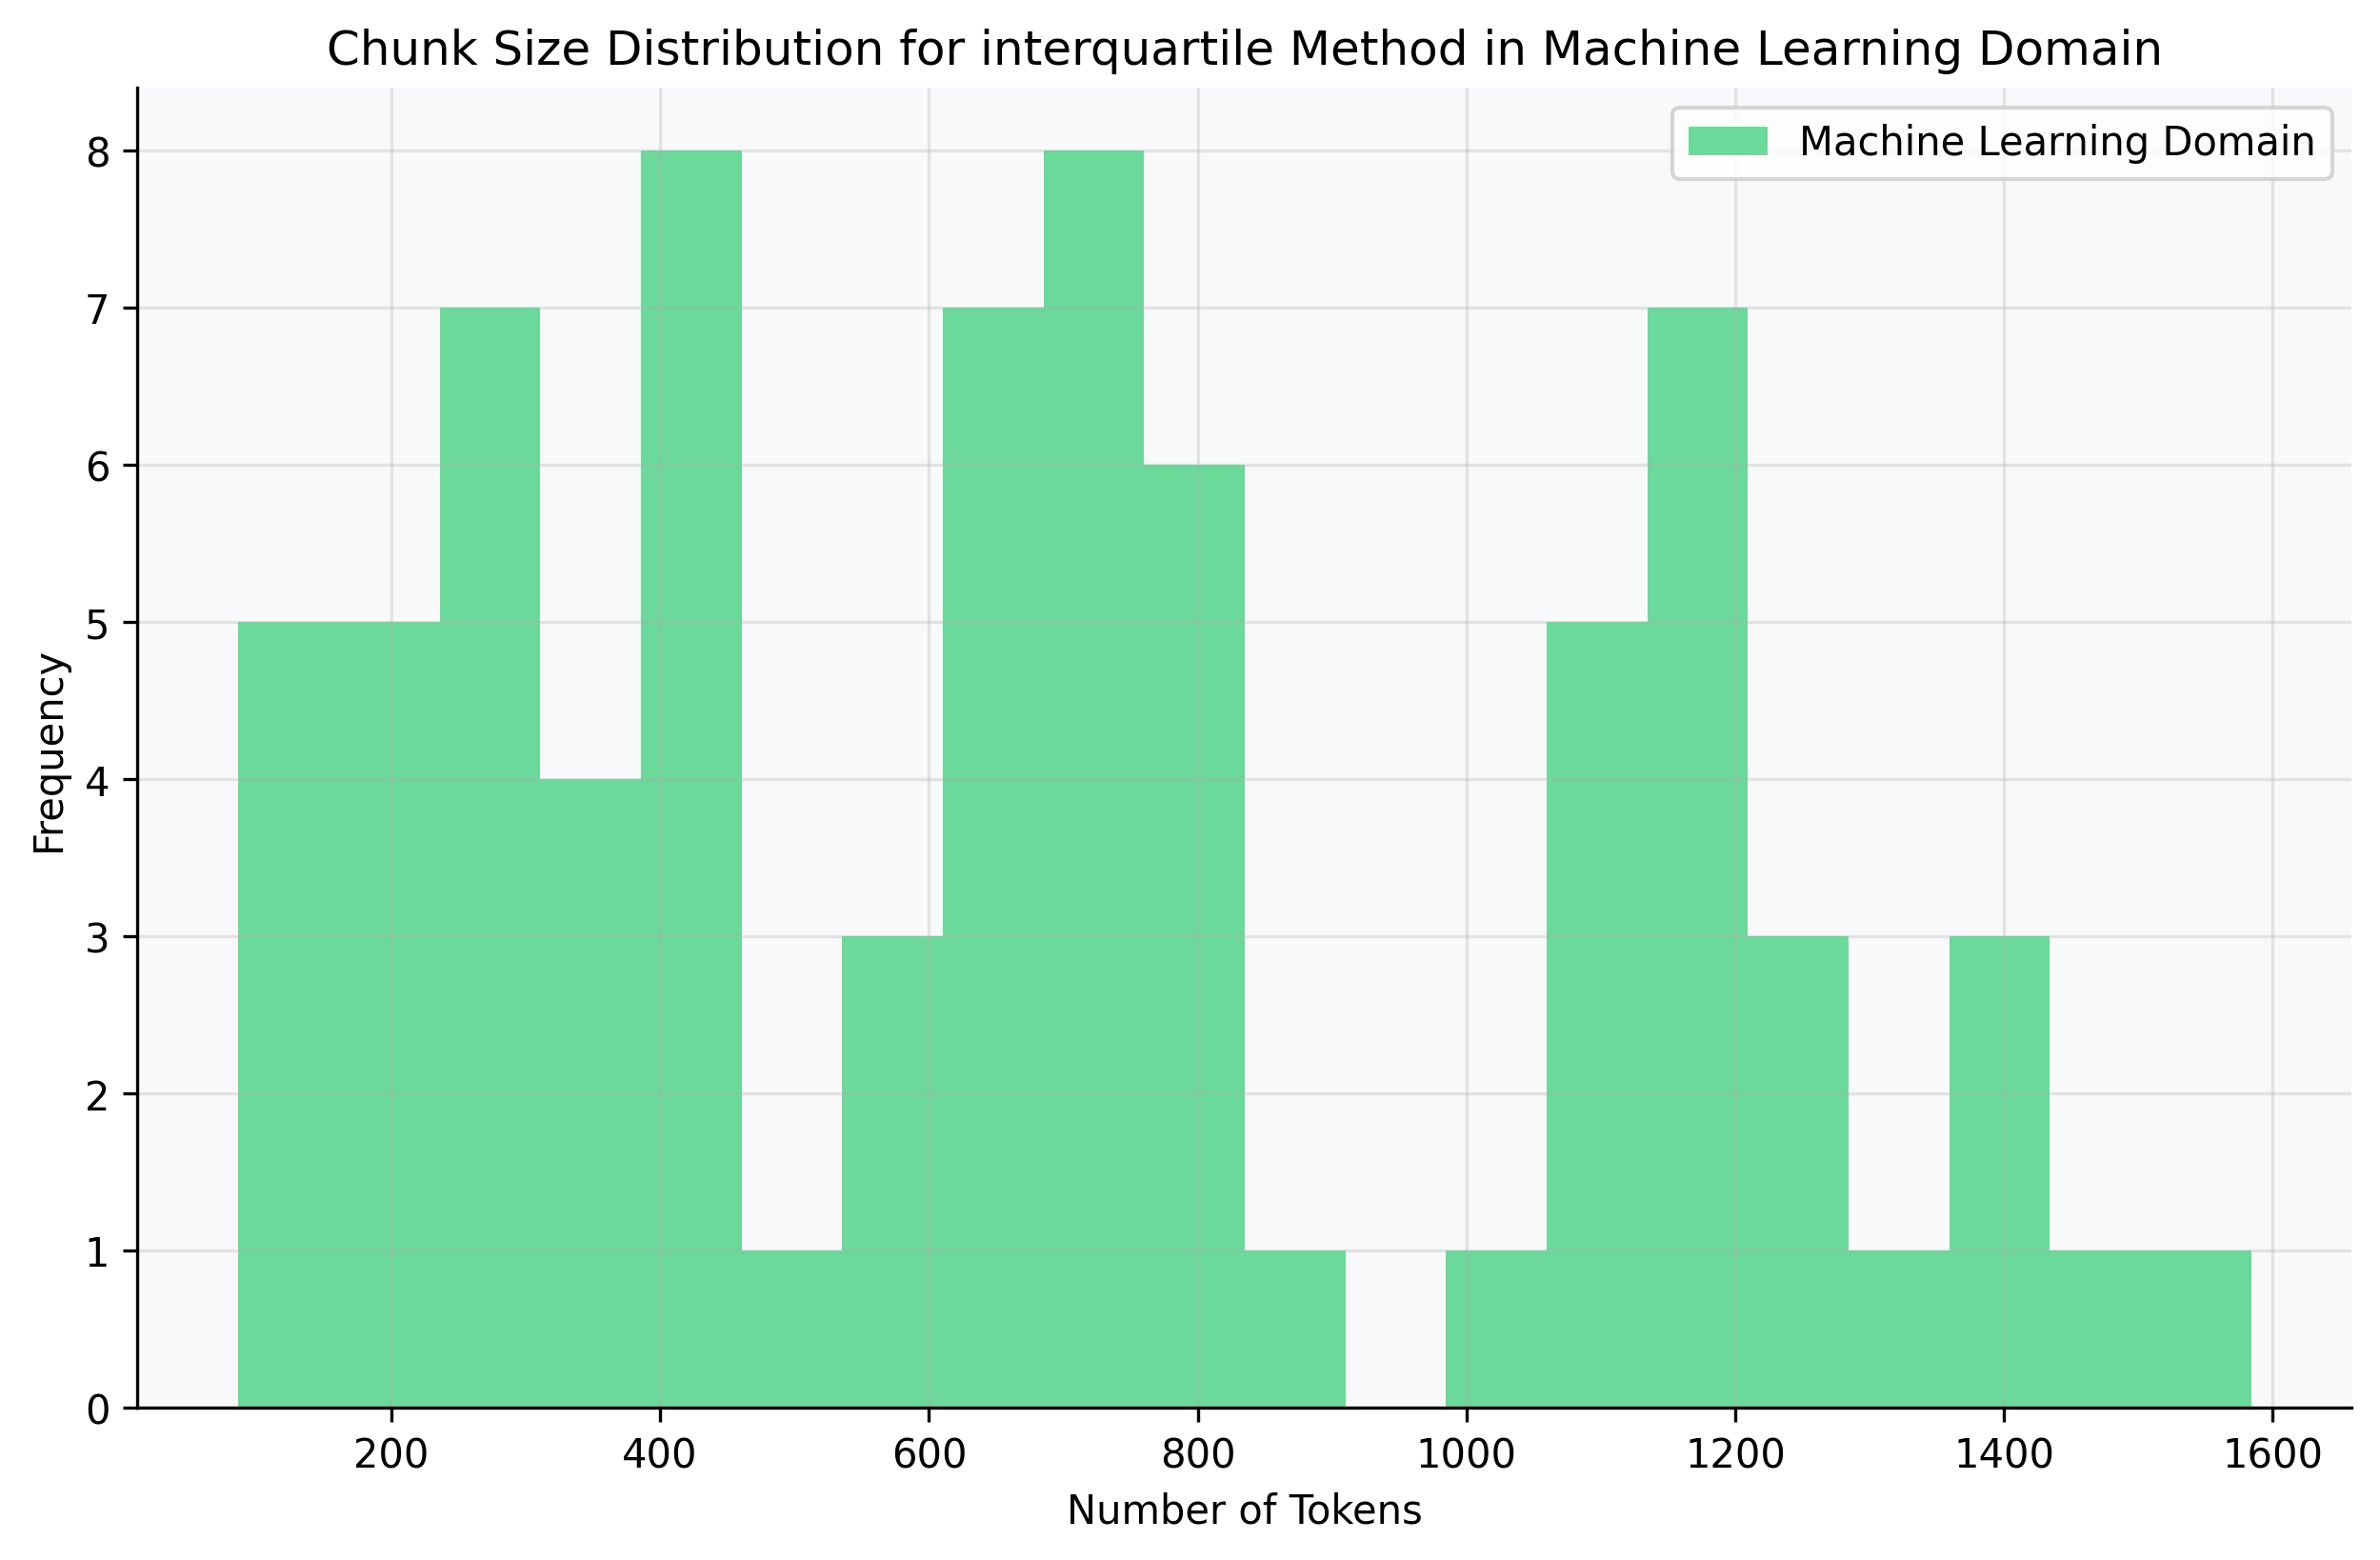 Chunk Size Distribution for interquartile Method in Machine Learning Domain
Machine Learning Domain
8
7
6
5
4
3
2
1
0
Frequency
200 400 600 800 1000 1200 1400 1600
Number of Tokens